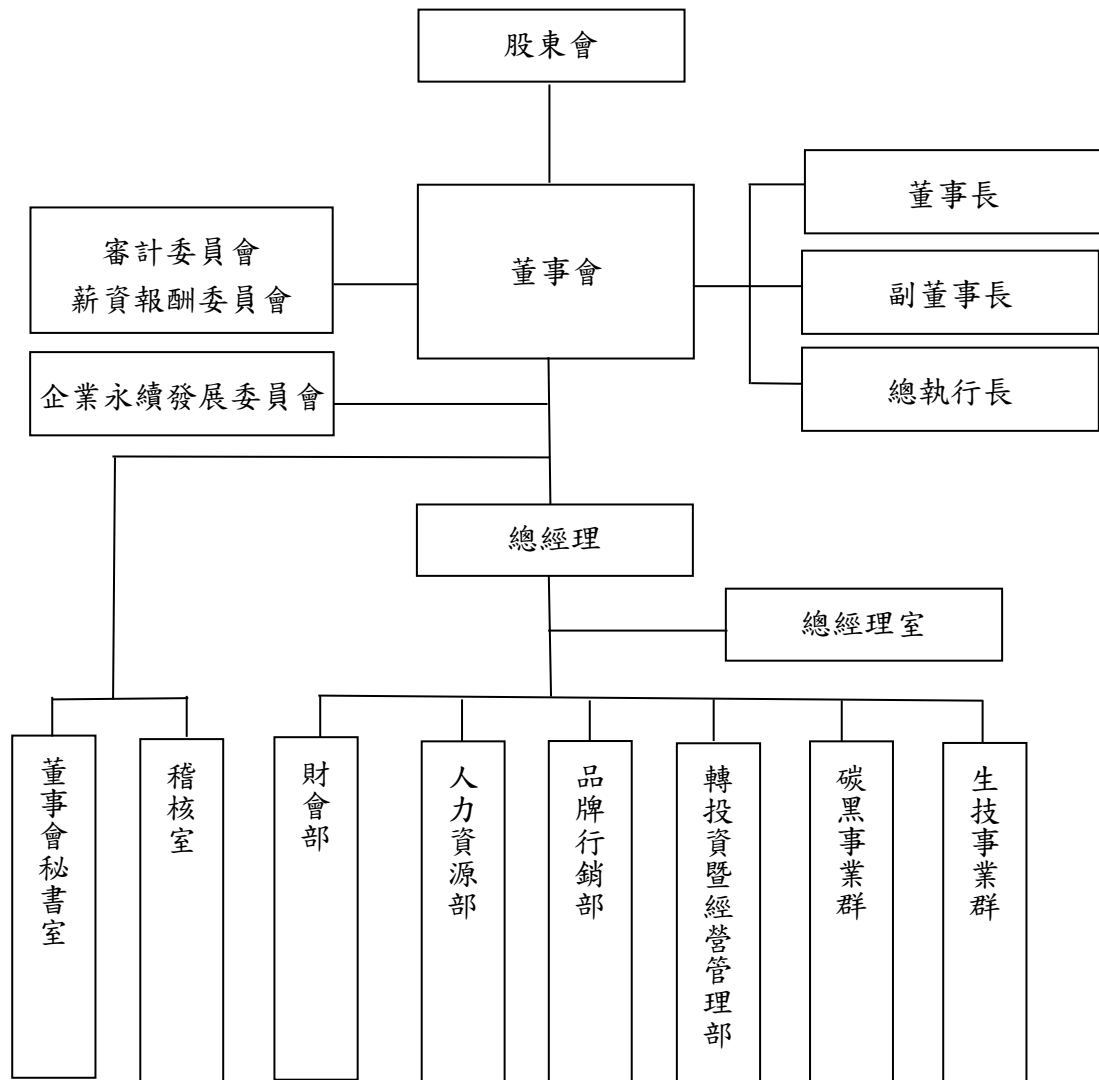 股東會
董事長
審計委員會
薪資報酬委員會
董事會
副董事長
企業永續發展委員會
總執行長
總經理
總經理室
董事會秘書室
稽核室
財會部
人力資源部
品牌行銷部
轉投資暨經營管理部
碳黑事業群
生技事業群